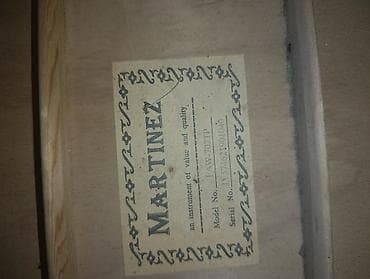 MARTINEZ
an instrument of value and quality
Model No.
Serial No.